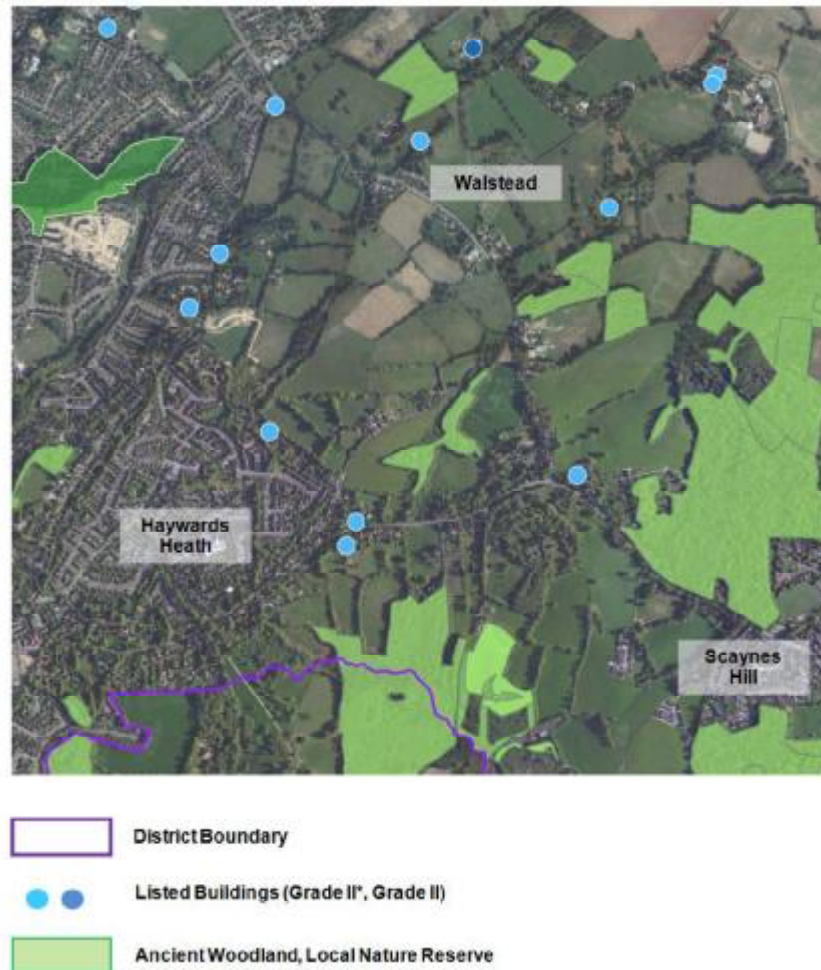 Walstead
Haywards
Heath
Scaynes
Hill
District Boundary
Listed Buildings (Grade II*, Grade II)
Ancient Woodland, Local Nature Reserve